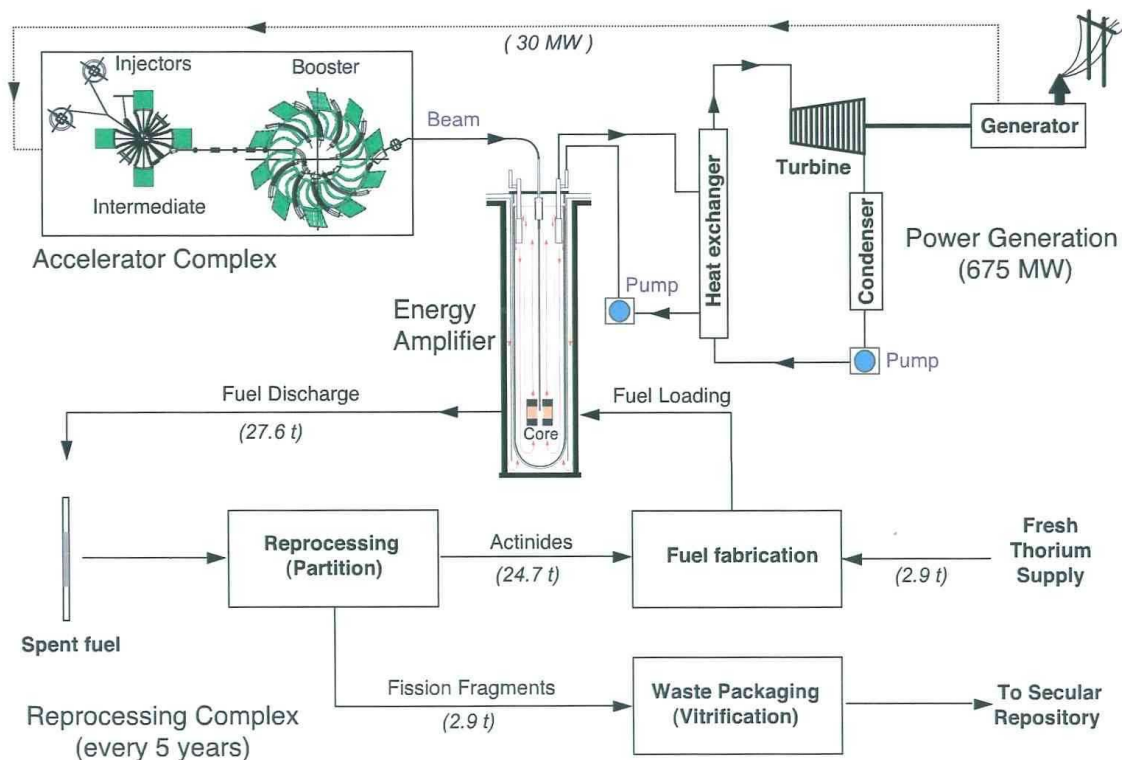 ( 30 MW )
Injectors
Booster
Intermediate
Accelerator Complex
Beam
Heat exchanger
Turbine
Generator
Condenser
Power Generation
(675 MW)
Pump
Pump
Energy
Amplifier
Core
Fuel Discharge
(27.6 t)
Fuel Loading
Spent fuel
Reprocessing
(Partition)
Actinides
(24.7 t)
Fuel fabrication
(2.9 t)
Fresh
Thorium
Supply
Fission Fragments
(2.9 t)
Waste Packaging
(Vitrification)
To Secular
Repository
Reprocessing Complex
(every 5 years)